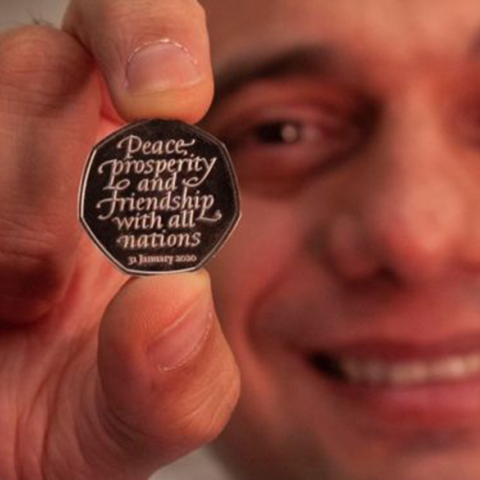 Peace,
prosperity
and
friendship
with all
nations
31 January 2020